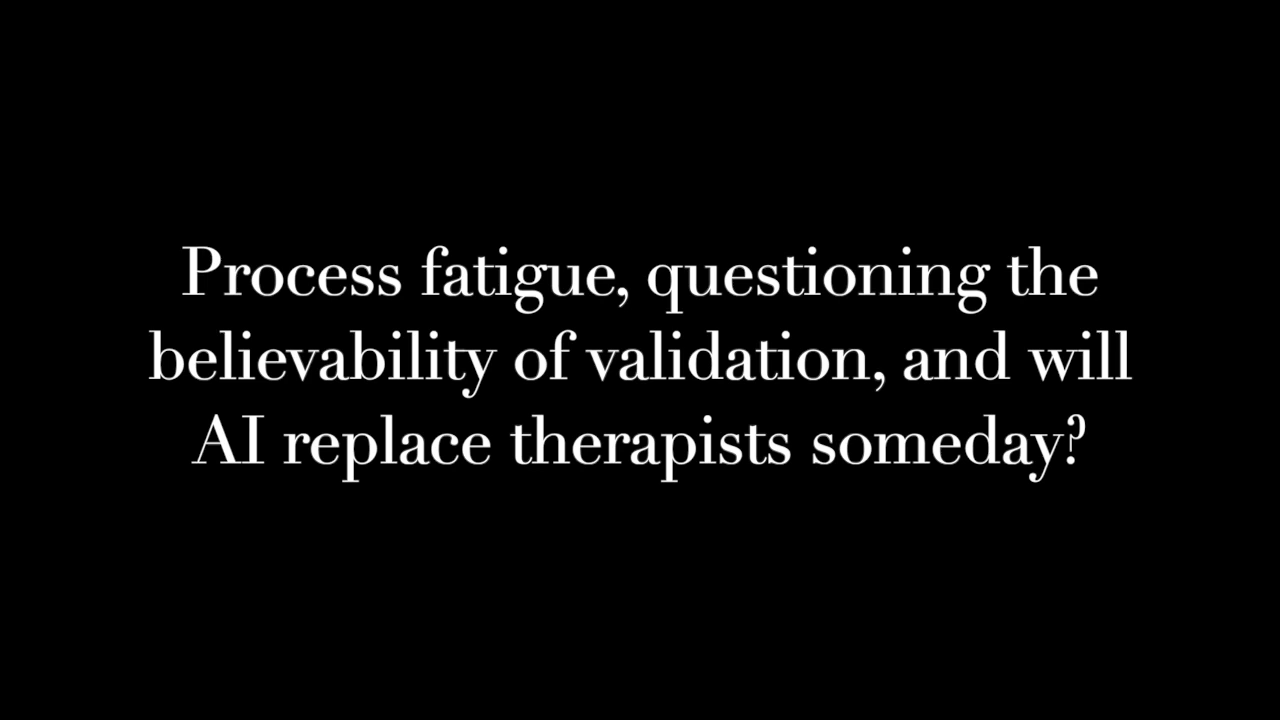 Process fatigue, questioning the
believability of validation, and will
AI replace therapists someday?